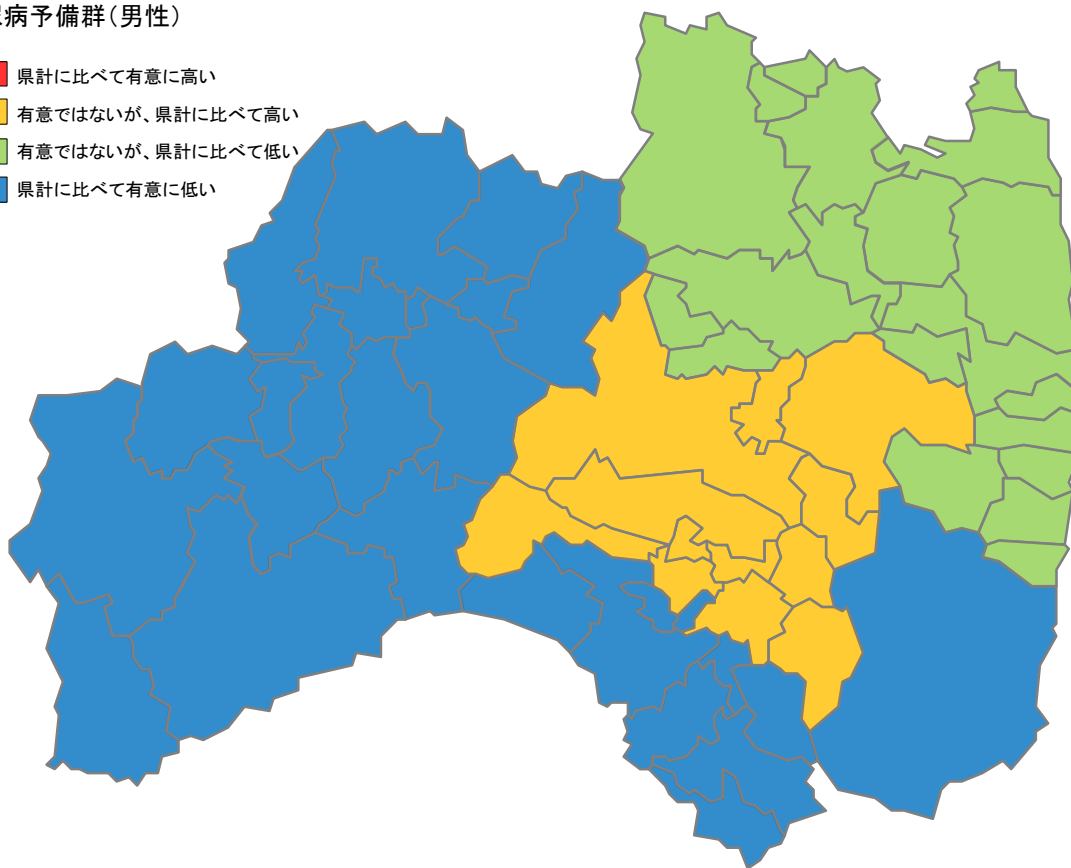 病予備群(男性)
県計に比べて有意に高い
有意ではないが、県計に比べて高い
有意ではないが、県計に比べて低い
県計に比べて有意に低い